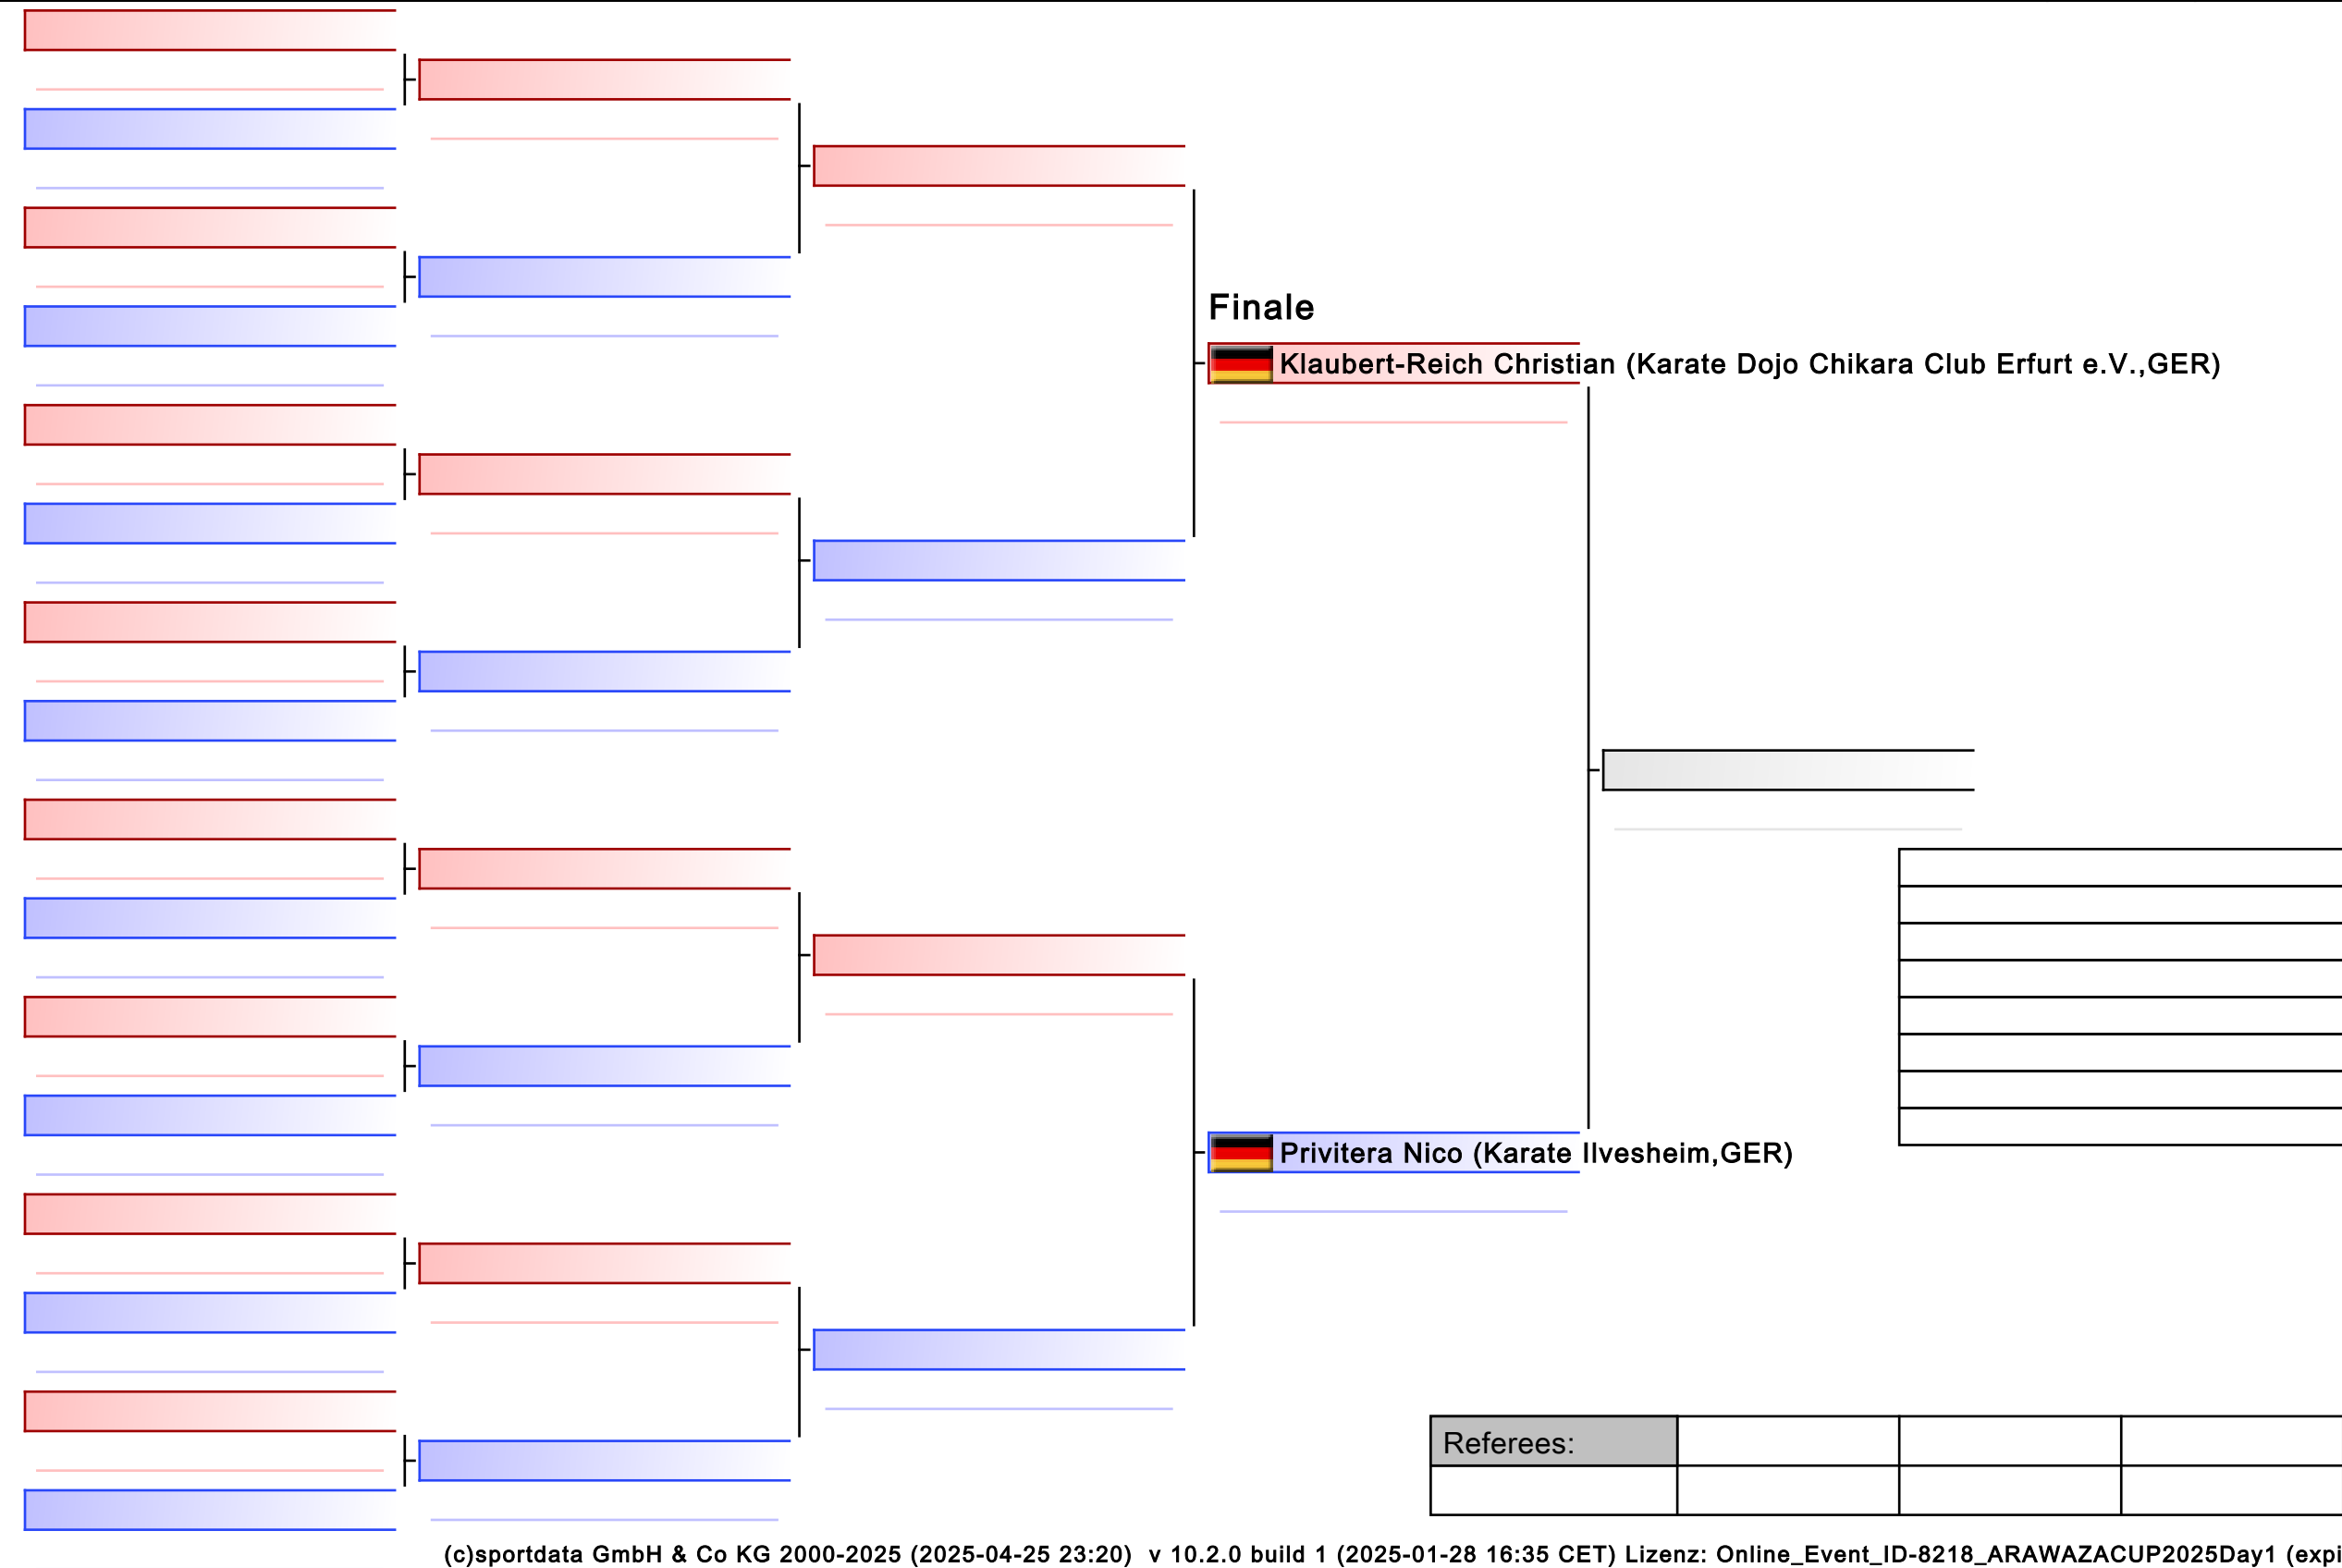 Finale
Klaubert-Reich Christian (Karate Dojo Chikara Club Erfurt e.V.,GER)
Privitera Nico (Karate Ilvesheim,GER)
Referees:
(c)sportdata GmbH & Co KG 2000-2025 (2025-04-25 23:20) v 10.2.0 build 1 (2025-01-28 16:35 CET) Lizenz: Online_Event_ID-8218_ARAWAZACUP2025Day1 (expi